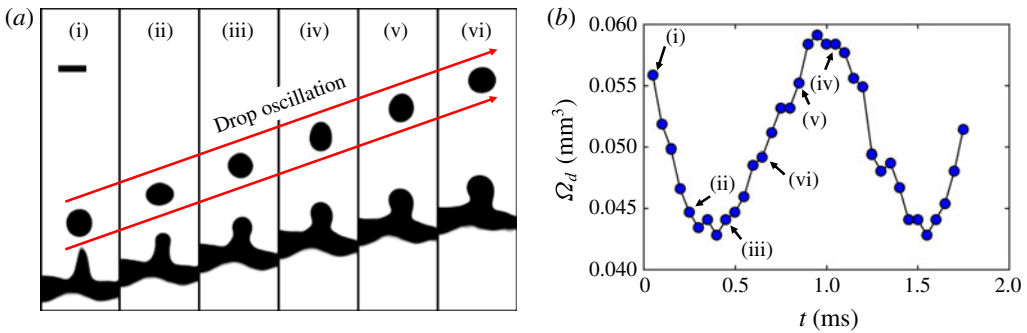 (a)
(i) (ii) (iii) (iv) (v) (vi)
Drop oscillation
(b)
0.060
0.055
0.050
0.045
0.040
Ω_d (mm³)
(i)
(ii)
(iii)
(iv)
(v)
(vi)
0 0.5 1.0 1.5 2.0
t (ms)